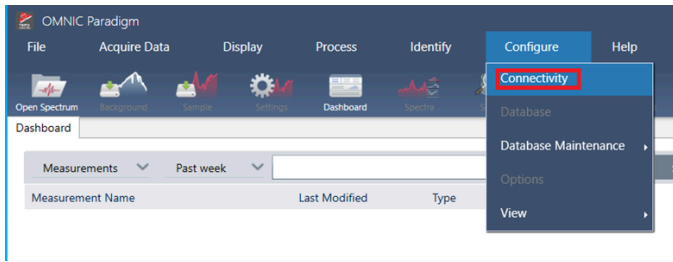 OMNIC Paradigm
File Acquire Data Display Process Identify Configure Help
Open Spectrum Background Sample Settings Dashboard Spectra
Connectivity
Database
Database Maintenance
Options
View
Dashboard
Measurements Past week
Measurement Name Last Modified Type